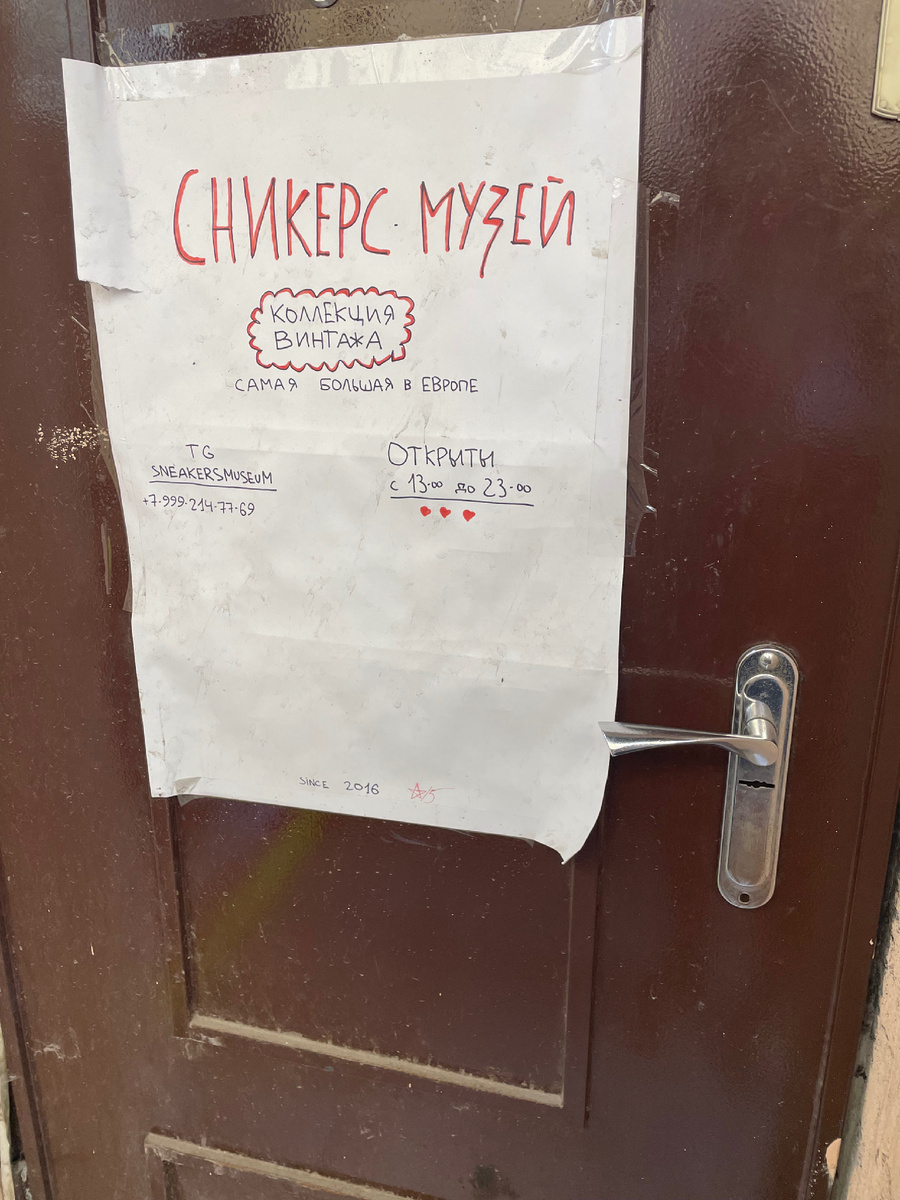 СНИКЕРС МУЗЕЙ
КОЛЛЕКЦИЯ
ВИНТАЖА
САМАЯ БОЛЬШАЯ В ЕВРОПЕ
TG
SNEAKERSMUSEUM
+7-999-214-77-69
ОТКРЫТЫ
С 13-00 ДО 23-00
SINCE 2016